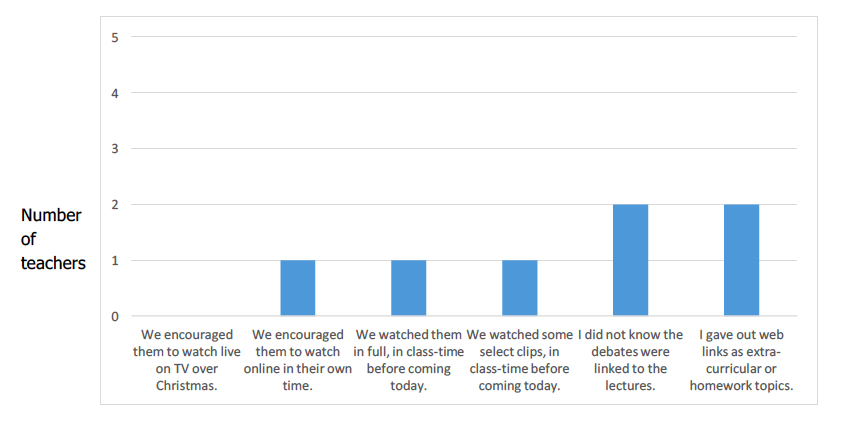 5
4
3
2
1
0
Number
of
teachers
We encouraged
them to watch live
on TV over
Christmas.
We encouraged
them to watch
online in their own
time.
We watched them
in full, in class-time
before coming
today.
We watched some
select clips, in
class-time before
coming today.
I did not know the
debates were
linked to the
lectures.
I gave out web
links as extra-
curricular or
homework topics.